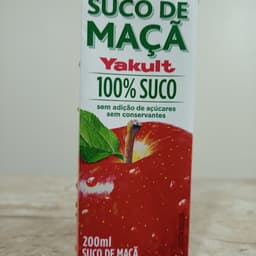 SUCO DE
MAÇÃ
Yakult
100% SUCO
sem adição de açúcares
sem conservantes
200ml
SUCO DE MAÇÃ